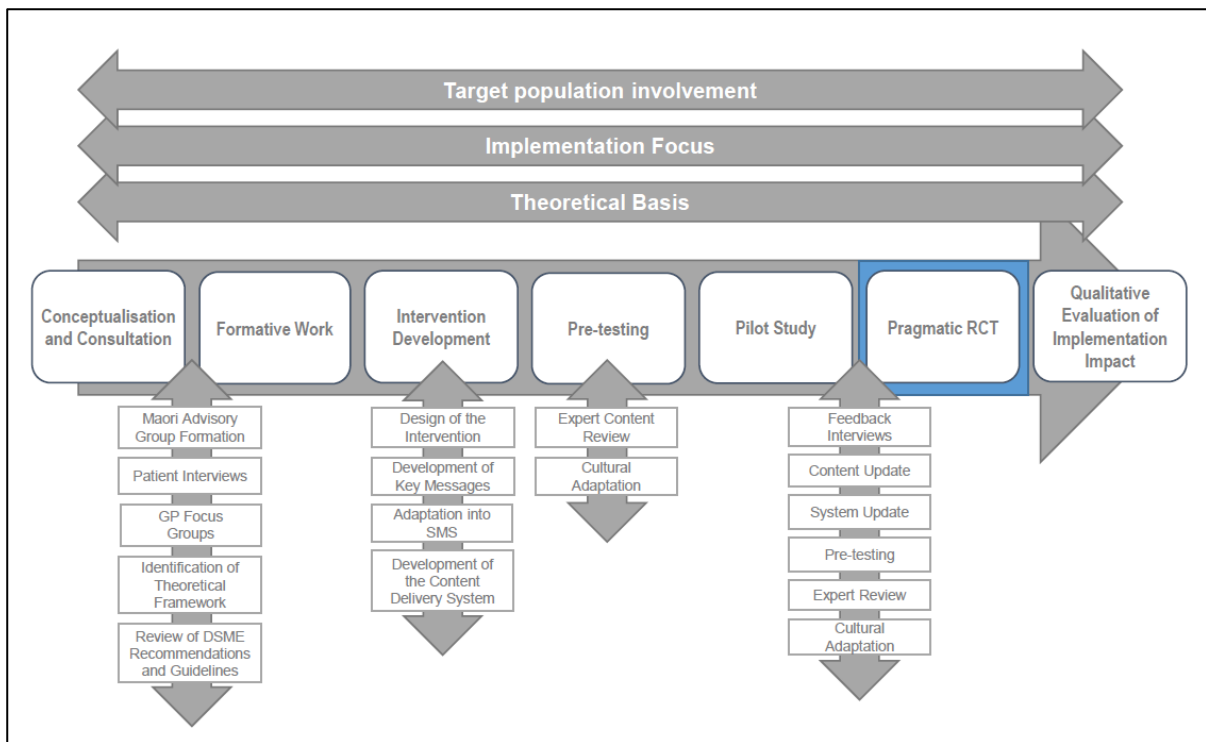 Target population involvement
Implementation Focus
Theoretical Basis
Conceptualisation
and Consultation
Formative Work
Intervention
Development
Pre-testing
Pilot Study
Pragmatic RCT
Qualitative
Evaluation of
Implementation
Impact
Maori Advisory
Group Formation
Patient Interviews
GP Focus
Groups
Identification of
Theoretical
Framework
Review of DSME
Recommendations
and Guidelines
Design of the
Intervention
Development of
Key Messages
Adaptation into
SMS
Development of
the Content
Delivery System
Expert Content
Review
Cultural
Adaptation
Feedback
Interviews
Content Update
System Update
Pre-testing
Expert Review
Cultural
Adaptation